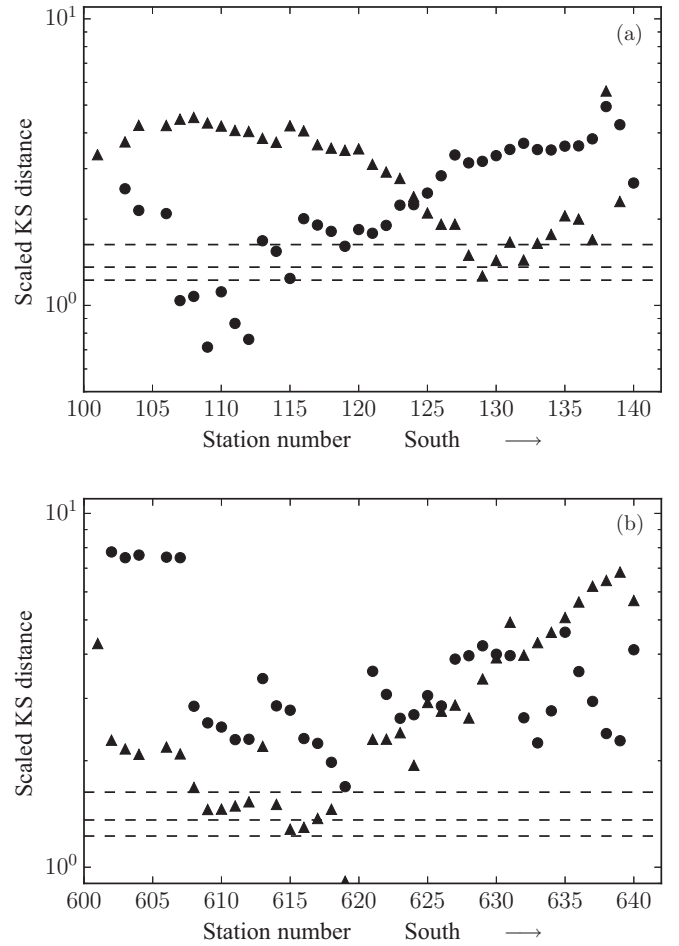 10^1
(a)
Scaled KS distance
10^0
100 105 110 115 120 125 130 135 140
Station number South →
10^1
(b)
Scaled KS distance
10^0
600 605 610 615 620 625 630 635 640
Station number South →